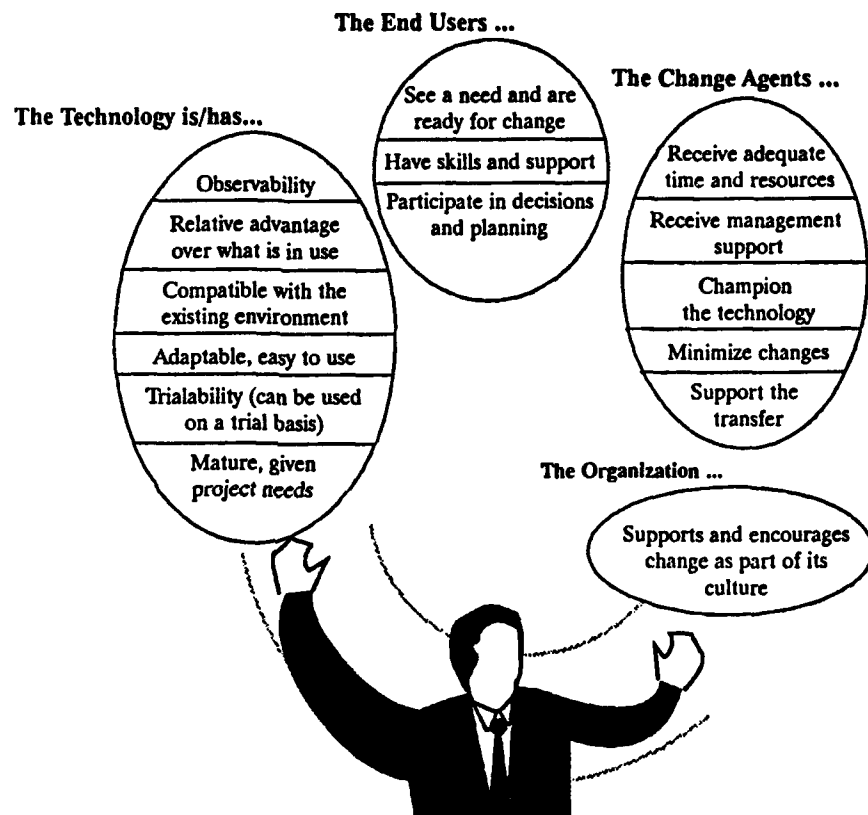 The Technology is/has...
Observability
Relative advantage
over what is in use
Compatible with the
existing environment
Adaptable, easy to use
Trialability (can be used
on a trial basis)
Mature, given
project needs
The End Users ...
See a need and are
ready for change
Have skills and support
Participate in decisions
and planning
The Change Agents ...
Receive adequate
time and resources
Receive management
support
Champion
the technology
Minimize changes
Support the
transfer
The Organization ...
Supports and encourages
change as part of its
culture